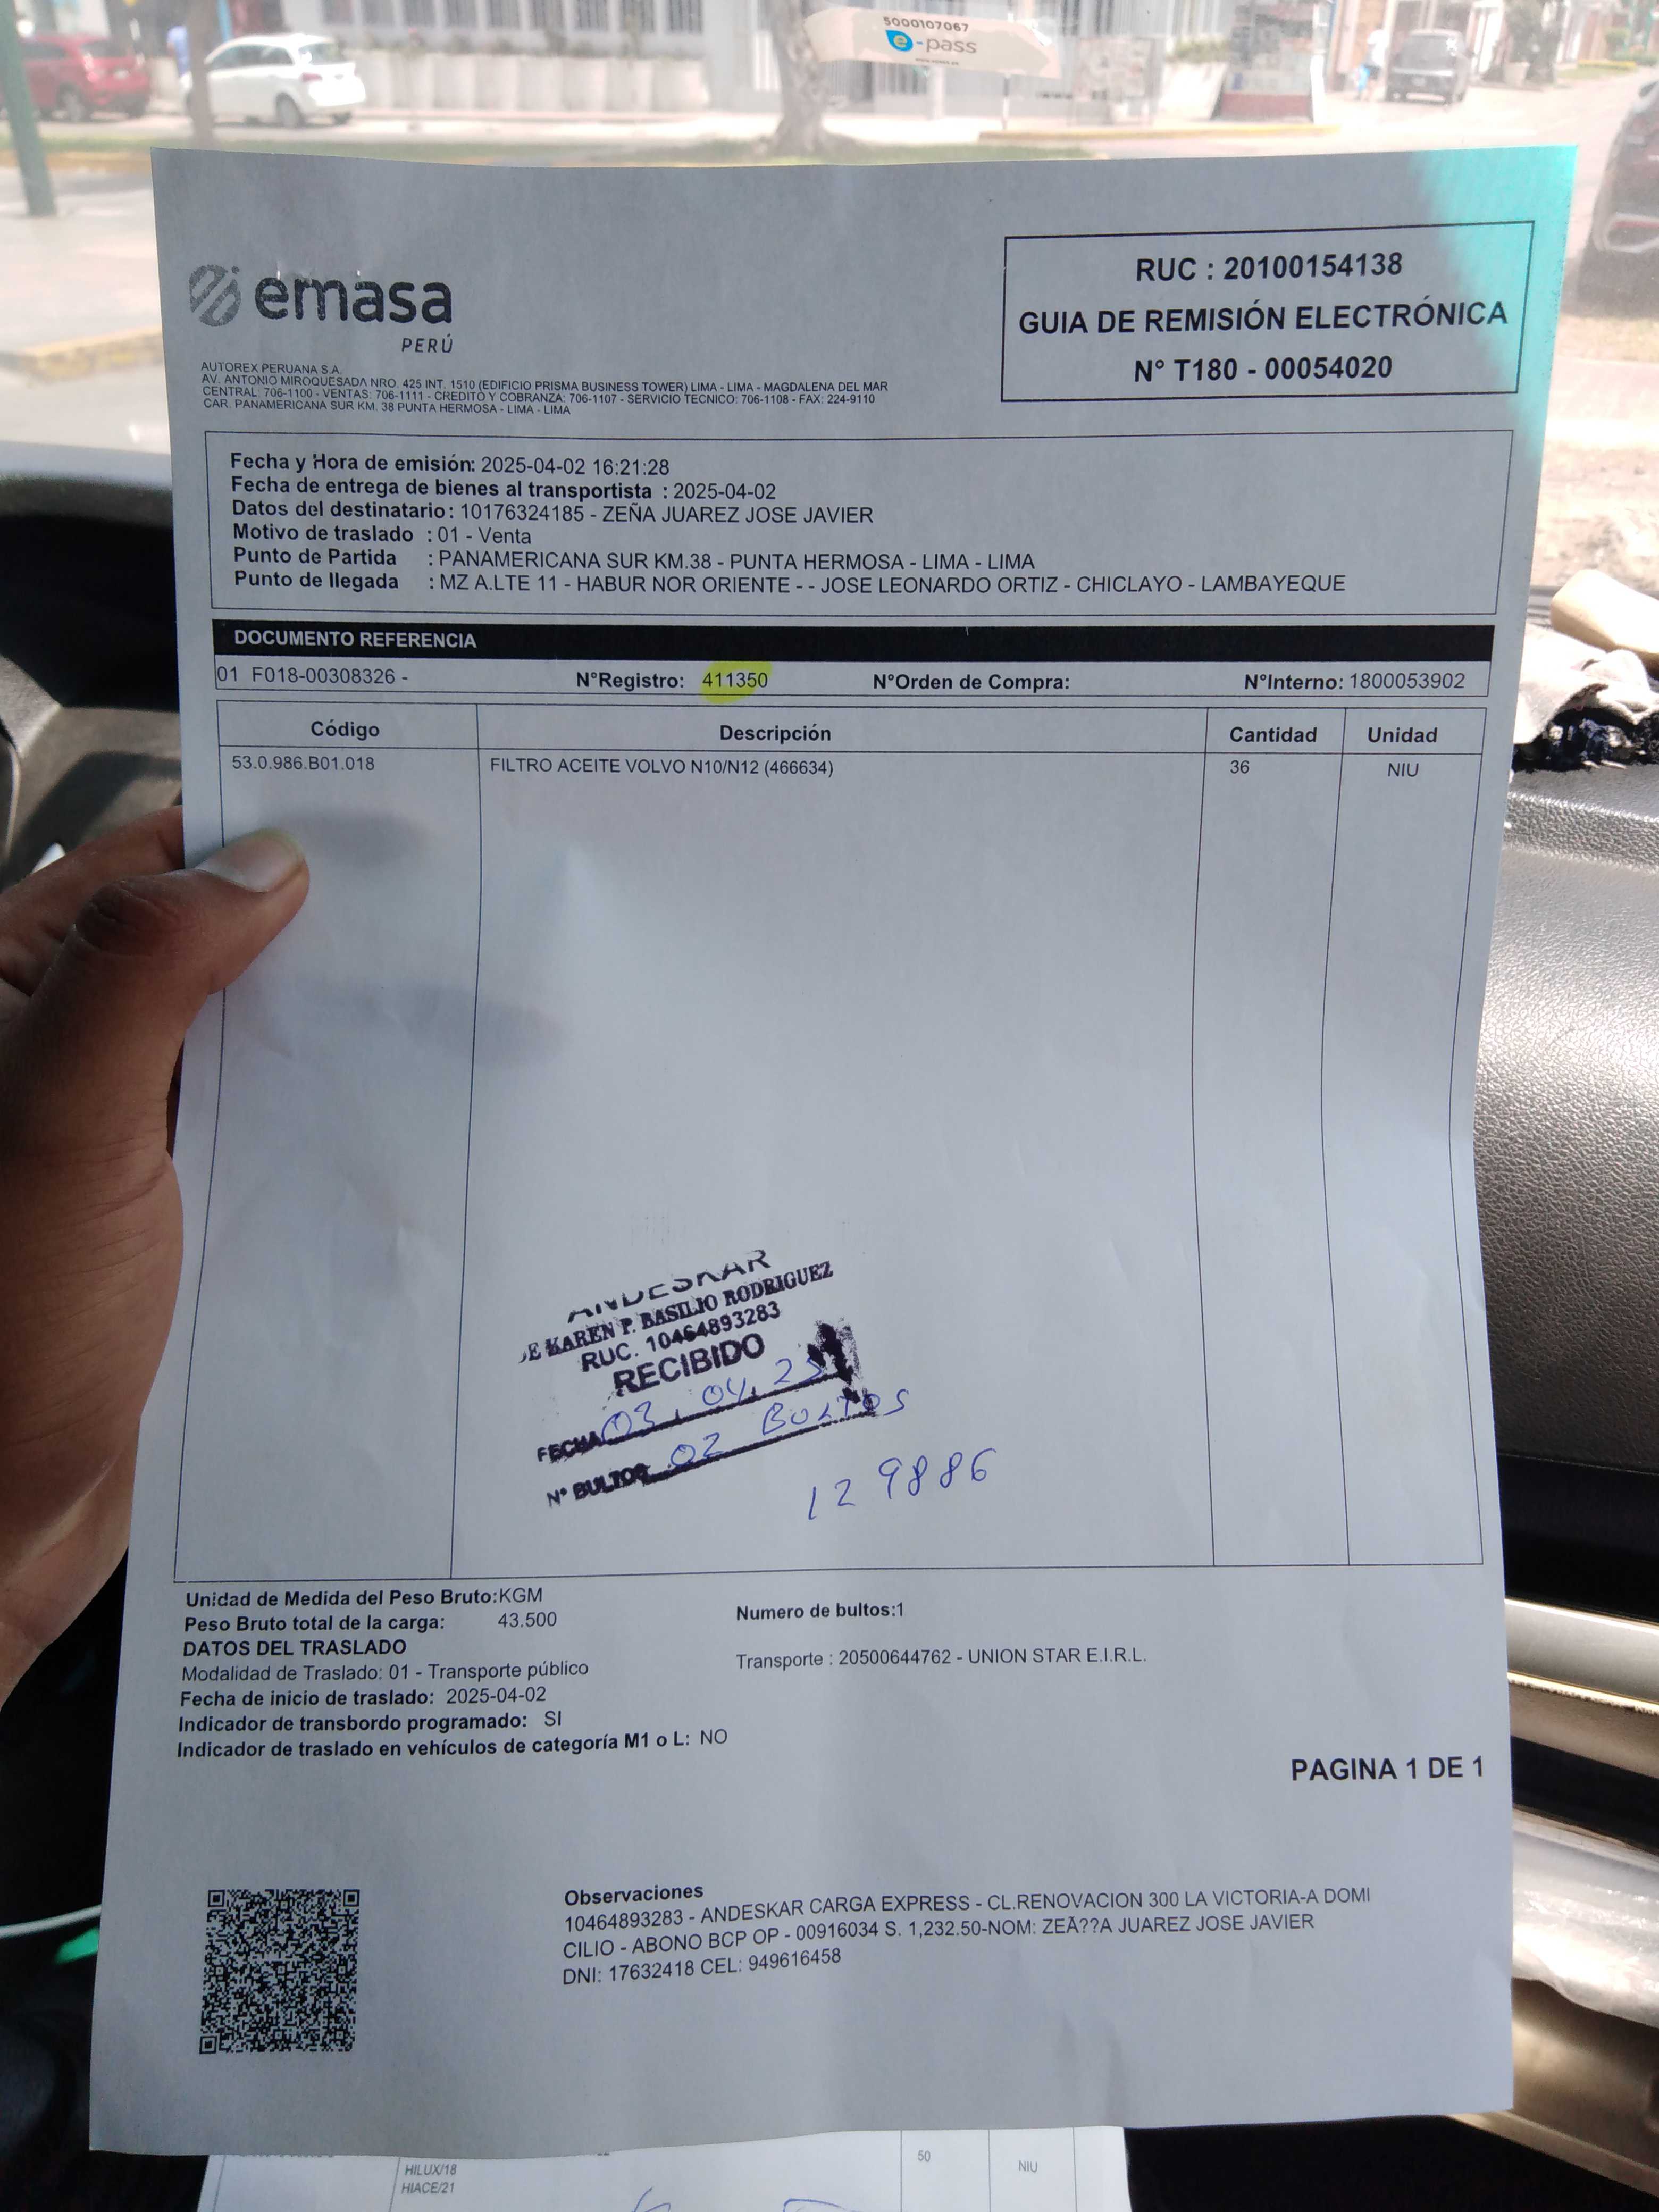 5000107067
e-pass
emasa
PERÚ
RUC : 20100154138
GUIA DE REMISIÓN ELECTRÓNICA
N° T180 - 00054020
AUTOREX PERUANA S.A.
AV. ANTONIO MIROQUESADA NRO. 425 INT. 1510 (EDIFICIO PRISMA BUSINESS TOWER) LIMA - LIMA - MAGDALENA DEL MAR
CENTRAL: 706-1100 - VENTAS: 706-1111 - CREDITO Y COBRANZA: 706-1107 - SERVICIO TECNICO: 706-1108 - FAX: 224-9110
CAR. PANAMERICANA SUR KM. 38 PUNTA HERMOSA - LIMA - LIMA
Fecha y Hora de emisión: 2025-04-02 16:21:28
Fecha de entrega de bienes al transportista : 2025-04-02
Datos del destinatario: 10176324185 - ZEÑA JUAREZ JOSE JAVIER
Motivo de traslado : 01 - Venta
Punto de Partida : PANAMERICANA SUR KM.38 - PUNTA HERMOSA - LIMA - LIMA
Punto de llegada : MZ A.LTE 11 - HABUR NOR ORIENTE - - JOSE LEONARDO ORTIZ - CHICLAYO - LAMBAYEQUE
DOCUMENTO REFERENCIA
01 F018-00308326 - N°Registro: 411350 N°Orden de Compra: N°Interno: 1800053902
Código Descripción Cantidad Unidad
53.0.986.B01.018 FILTRO ACEITE VOLVO N10/N12 (466634) 36 NIU
ANDESKAR
DE KAREN P. BASILIO RODRIGUEZ
RUC. 10464893283
RECIBIDO
FECHA 03, 04, 25
N° BULTOS 02 BULTOS
129886
Unidad de Medida del Peso Bruto:KGM
Peso Bruto total de la carga: 43.500 Numero de bultos:1
DATOS DEL TRASLADO
Modalidad de Traslado: 01 - Transporte público Transporte : 20500644762 - UNION STAR E.I.R.L.
Fecha de inicio de traslado: 2025-04-02
Indicador de transbordo programado: SI
Indicador de traslado en vehículos de categoría M1 o L: NO
PAGINA 1 DE 1
Observaciones
10464893283 - ANDESKAR CARGA EXPRESS - CL.RENOVACION 300 LA VICTORIA-A DOMI
CILIO - ABONO BCP OP - 00916034 S. 1,232.50-NOM: ZEÃ??A JUAREZ JOSE JAVIER
DNI: 17632418 CEL: 949616458
HILUX/18 50 NIU
HIACE/21